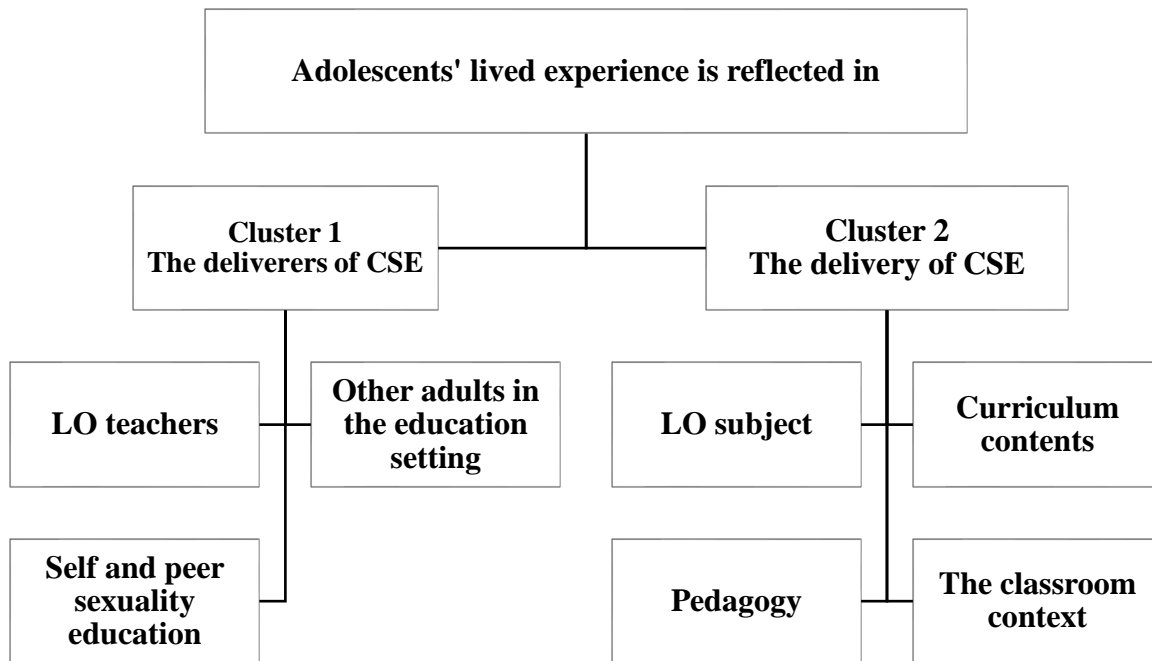 Adolescents' lived experience is reflected in
Cluster 1
The deliverers of CSE
Cluster 2
The delivery of CSE
LO teachers
Other adults in
the education
setting
Self and peer
sexuality
education
LO subject
Curriculum
contents
Pedagogy
The classroom
context